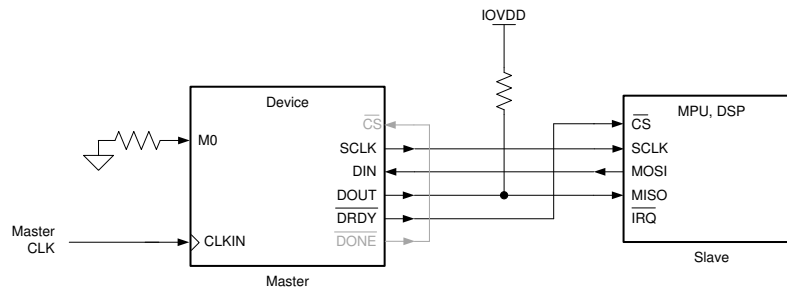 IOVDD
Device
MPU, DSP
CS
CS
M0
SCLK
SCLK
DIN
MOSI
DOUT
MISO
DRDY
IRQ
Master
CLK
CLKIN
DONE
Slave
Master